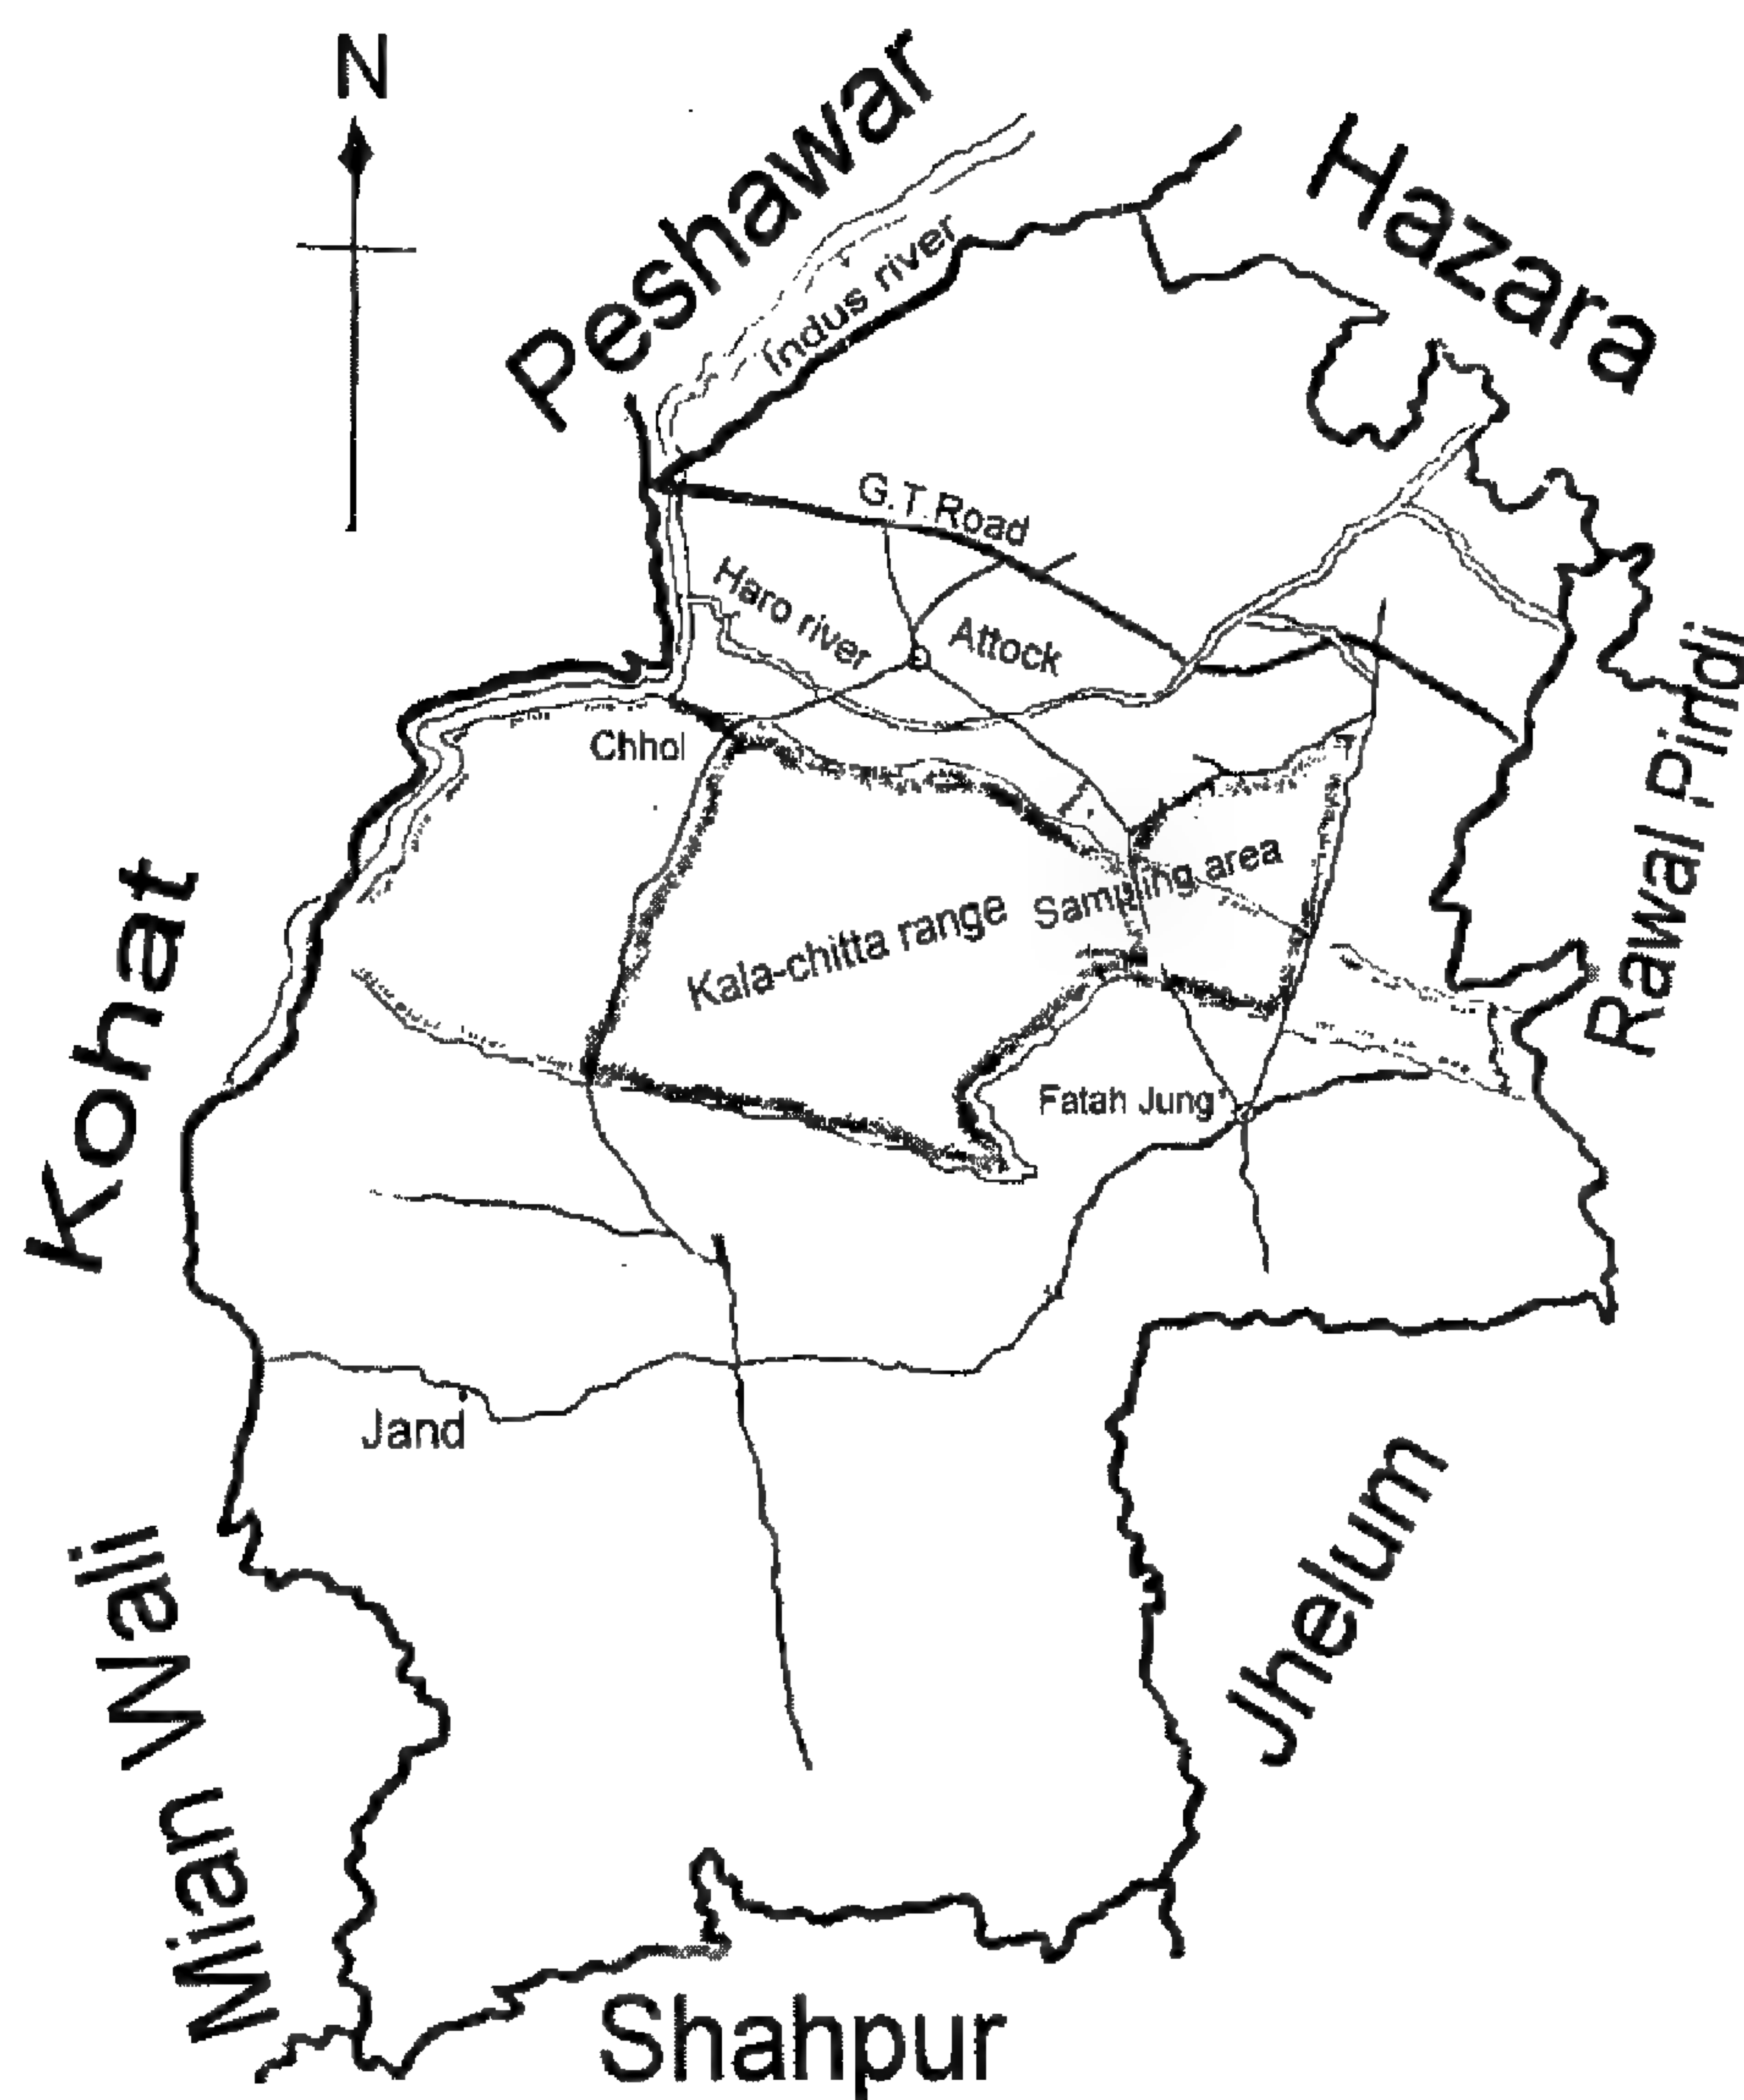 N
Peshawar
Hazara
Indus river
G.T.Road
Haro river
Attock
Rawal Pindi
Chhol
Sampling area
Kala-chitta range
Kohat
Fatah Jung
Jand
Mian Wali
Jhelum
Shahpur